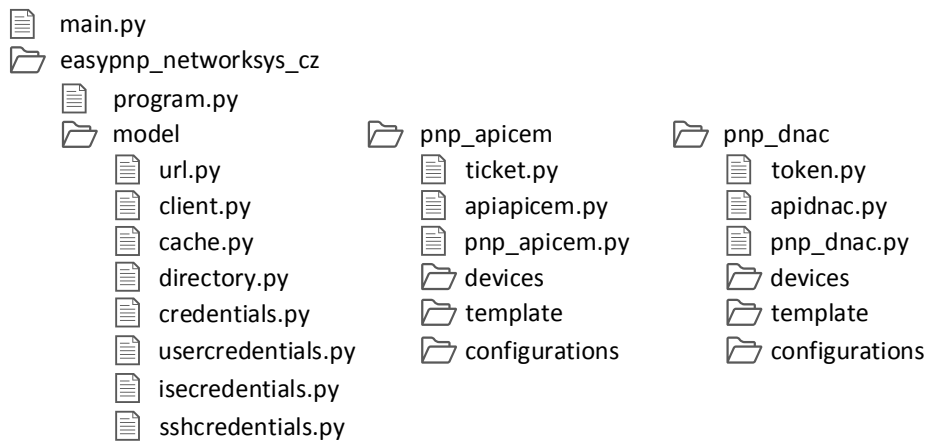 main.py
easypnp_networksys_cz
program.py
model
url.py
client.py
cache.py
directory.py
credentials.py
usercredentials.py
isecredentials.py
sshcredentials.py
pnp_apicem
ticket.py
apiapicem.py
pnp_apicem.py
devices
template
configurations
pnp_dnac
token.py
apidnac.py
pnp_dnac.py
devices
template
configurations